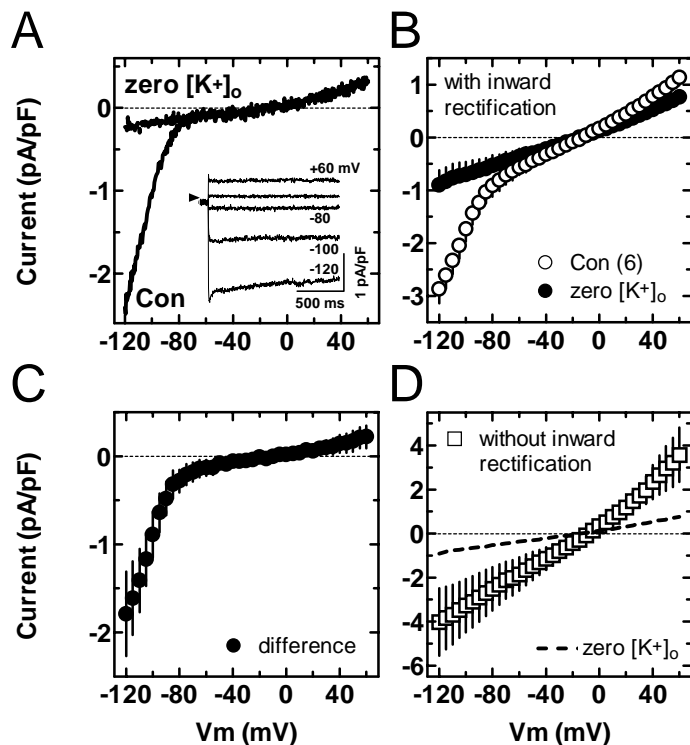 A
zero [K+]o
Current (pA/pF)
0
-1
-2
Con
+60 mV
-80
-100
-120
500 ms
1 pA/pF
-120
-80
-40
0
40
B
with inward
rectification
1
0
-1
-2
-3
Con (6)
zero [K+]o
-120
-80
-40
0
40
C
Current (pA/pF)
0
-1
-2
difference
-120
-80
-40
0
40
Vm (mV)
D
without inward
rectification
4
2
0
-2
-4
-6
zero [K+]o
-120
-80
-40
0
40
Vm (mV)